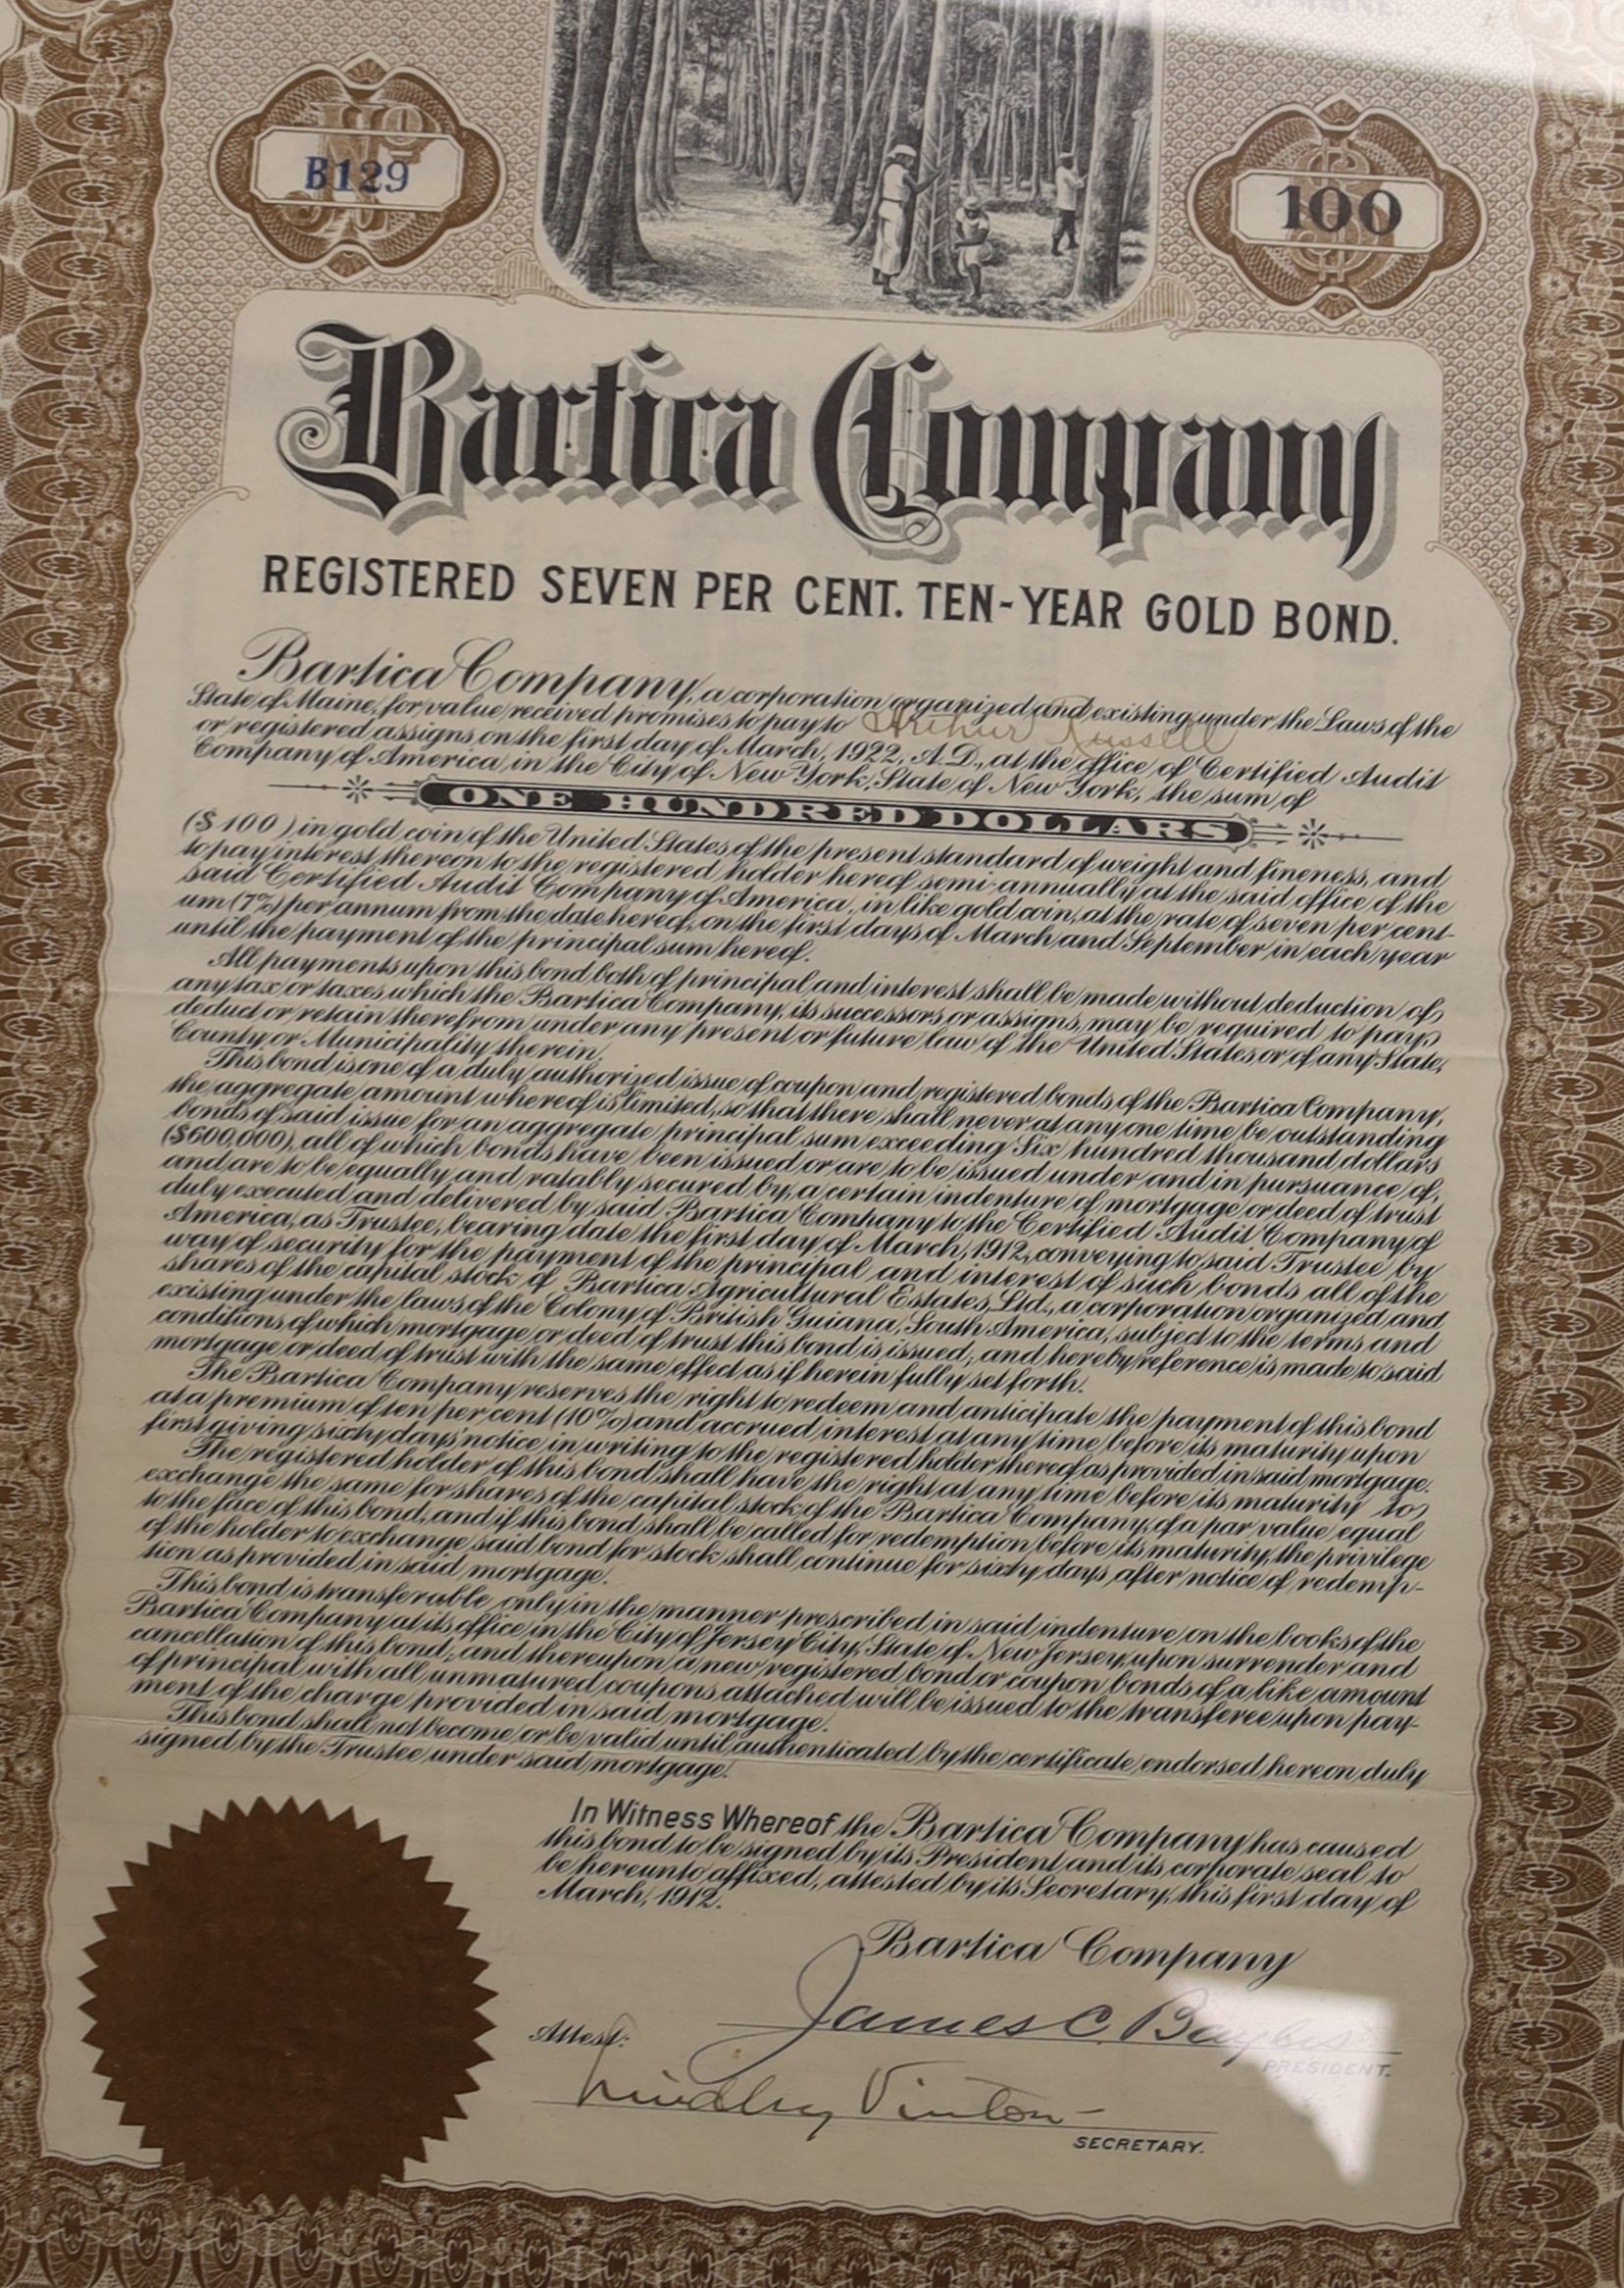 No
B129
$
100
Bartica Company
REGISTERED SEVEN PER CENT. TEN-YEAR GOLD BOND.
Bartica Company, a corporation organized and existing under the Laws of the
State of Maine, for value received promises to pay to Arthur Russell
or registered assigns on the first day of March, 1922, A.D., at the office of Certified Audit
Company of America, in the City of New York, State of New York, the sum of
ONE HUNDRED DOLLARS
($100) in gold coin of the United States of the present standard of weight and fineness, and
to pay interest thereon to the registered holder hereof semi-annually at the said office of the
said Certified Audit Company of America, in like gold coin, at the rate of seven per cent-
um (7%) per annum from the date hereof, on the first days of March and September in each year
until the payment of the principal sum hereof.
All payments upon this bond both of principal and interest shall be made without deduction of
any tax or taxes which the Bartica Company, its successors or assigns, may be required to pay,
deduct or retain therefrom under any present or future law of the United States or of any State,
County or Municipality therein.
This bond is one of a duly authorized issue of coupon and registered bonds of the Bartica Company,
the aggregate amount whereof is limited, so that there shall never at any one time be outstanding
bonds of said issue for an aggregate principal sum exceeding Six hundred thousand dollars
($600,000), all of which bonds have been issued or are to be issued under and in pursuance of,
and are to be equally and ratably secured by, a certain indenture of mortgage or deed of trust
duly executed and delivered by said Bartica Company to the Certified Audit Company of
America, as Trustee, bearing date the first day of March, 1912, conveying to said Trustee by
way of security for the payment of the principal and interest of such bonds all of the
shares of the capital stock of Bartica Agricultural Estates, Ltd., a corporation organized and
existing under the laws of the Colony of British Guiana, South America, subject to the terms and
conditions of which mortgage or deed of trust this bond is issued, and hereby reference is made to said
mortgage or deed of trust with the same effect as if herein fully set forth.
The Bartica Company reserves the right to redeem and anticipate the payment of this bond
at a premium of ten per cent (10%) and accrued interest at any time before its maturity upon
first giving sixty days' notice in writing to the registered holder thereof as provided in said mortgage.
The registered holder of this bond shall have the right at any time before its maturity to
exchange the same for shares of the capital stock of the Bartica Company, of a par value equal
to the face of this bond, and if this bond shall be called for redemption before its maturity, the privilege
of the holder to exchange said bond for stock shall continue for sixty days after notice of redemp-
tion as provided in said mortgage.
This bond is transferable only in the manner prescribed in said indenture on the books of the
Bartica Company at its office in the City of Jersey City, State of New Jersey, upon surrender and
cancellation of this bond; and thereupon a new registered bond or coupon bonds of a like amount
of principal with all unmatured coupons attached will be issued to the transferee upon pay-
ment of the charge provided in said mortgage.
This bond shall not become or be valid until authenticated by the certificate endorsed hereon duly
signed by the Trustee under said mortgage.
In Witness Whereof the Bartica Company has caused
this bond to be signed by its President and its corporate seal to
be hereunto affixed, attested by its Secretary, this first day of
March, 1912.
Bartica Company
James C. Bayles
PRESIDENT.
Attest:
Lindley Vinton
SECRETARY.